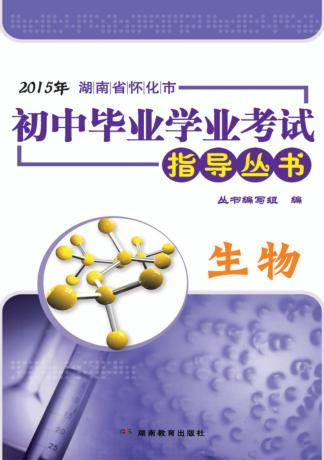 2015年 湖南省怀化市
初中毕业学业考试
指导丛书
丛书编写组 编
生物
湖南教育出版社